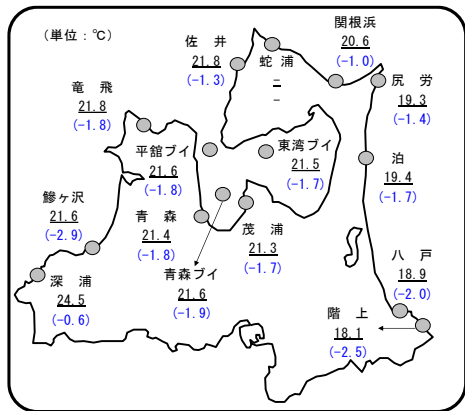 (単位：℃)
佐 井
21.8
(-1.3)
蛇 浦
－
－
関根浜
20.6
(-1.0)
尻 労
19.3
(-1.4)
竜 飛
21.8
(-1.8)
平舘ブイ
21.6
(-1.8)
東湾ブイ
21.5
(-1.7)
泊
19.4
(-1.7)
鰺ヶ沢
21.6
(-2.9)
青 森
21.4
(-1.8)
茂 浦
21.3
(-1.7)
青森ブイ
21.6
(-1.9)
深 浦
24.5
(-0.6)
八 戸
18.9
(-2.0)
階 上
18.1
(-2.5)